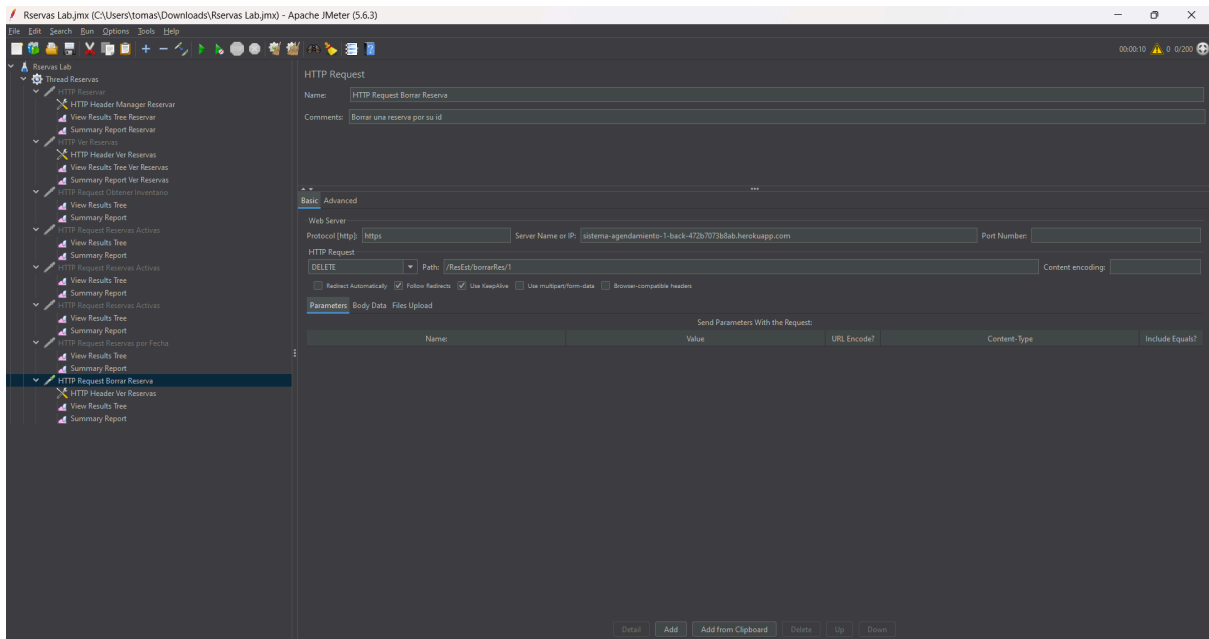 Rservas Lab.jmx (C:\Users\tomas\Downloads\Rservas Lab.jmx) - Apache JMeter (5.6.3)
File Edit Search Run Options Tools Help
00:00:10 0 0/200
Rservas Lab
Thread Reservas
HTTP Reservar
HTTP Header Manager Reservar
View Results Tree Reservar
Summary Report Reservar
HTTP Ver Reservas
HTTP Header Ver Reservas
View Results Tree Ver Reservas
Summary Report Ver Reservas
HTTP Request Obtener Inventario
View Results Tree
Summary Report
HTTP Request Reservas Activas
View Results Tree
Summary Report
HTTP Request Reservas Activas
View Results Tree
Summary Report
HTTP Request Reservas Activas
View Results Tree
Summary Report
HTTP Request Reservas por Fecha
View Results Tree
Summary Report
HTTP Request Borrar Reserva
HTTP Header Ver Reservas
View Results Tree
Summary Report
HTTP Request
Name: HTTP Request Borrar Reserva
Comments: Borrar una reserva por su id
Basic Advanced
Web Server
Protocol [http]: https Server Name or IP: sistema-agendamiento-1-back-472b7073b8ab.herokuapp.com Port Number:
HTTP Request
DELETE Path: /ResEst/borrarRes/1 Content encoding:
Redirect Automatically Follow Redirects Use KeepAlive Use multipart/form-data Browser-compatible headers
Parameters Body Data Files Upload
Send Parameters With the Request:
Name: Value URL Encode? Content-Type Include Equals?
Detail Add Add from Clipboard Delete Up Down